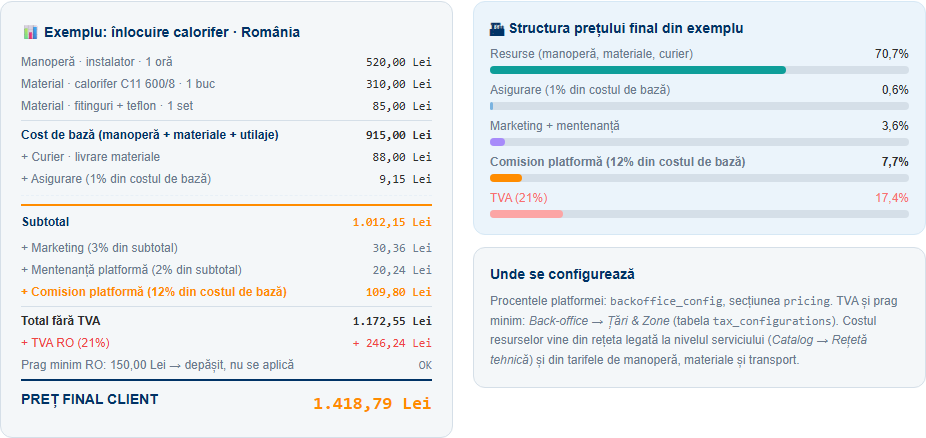 Exemplu: înlocuire calorifer · România
Manoperă · instalator · 1 oră 520,00 Lei
Material · calorifer C11 600/8 · 1 buc 310,00 Lei
Material · fitinguri + teflon · 1 set 85,00 Lei
Cost de bază (manoperă + materiale + utilaje) 915,00 Lei
+ Curier · livrare materiale 88,00 Lei
+ Asigurare (1% din costul de bază) 9,15 Lei
Subtotal 1.012,15 Lei
+ Marketing (3% din subtotal) 30,36 Lei
+ Mentenanță platformă (2% din subtotal) 20,24 Lei
+ Comision platformă (12% din costul de bază) 109,80 Lei
Total fără TVA 1.172,55 Lei
+ TVA RO (21%) + 246,24 Lei
Prag minim RO: 150,00 Lei → depășit, nu se aplică OK
PREȚ FINAL CLIENT 1.418,79 Lei
Structura prețului final din exemplu
Resurse (manoperă, materiale, curier) 70,7%
Asigurare (1% din costul de bază) 0,6%
Marketing + mentenanță 3,6%
Comision platformă (12% din costul de bază) 7,7%
TVA (21%) 17,4%
Unde se configurează
Procentele platformei: backoffice_config, secțiunea pricing. TVA și prag
minim: Back-office → Țări & Zone (tabela tax_configurations). Costul
resurselor vine din rețeta legată la nivelul serviciului (Catalog → Rețetă
tehnică) și din tarifele de manoperă, materiale și transport.